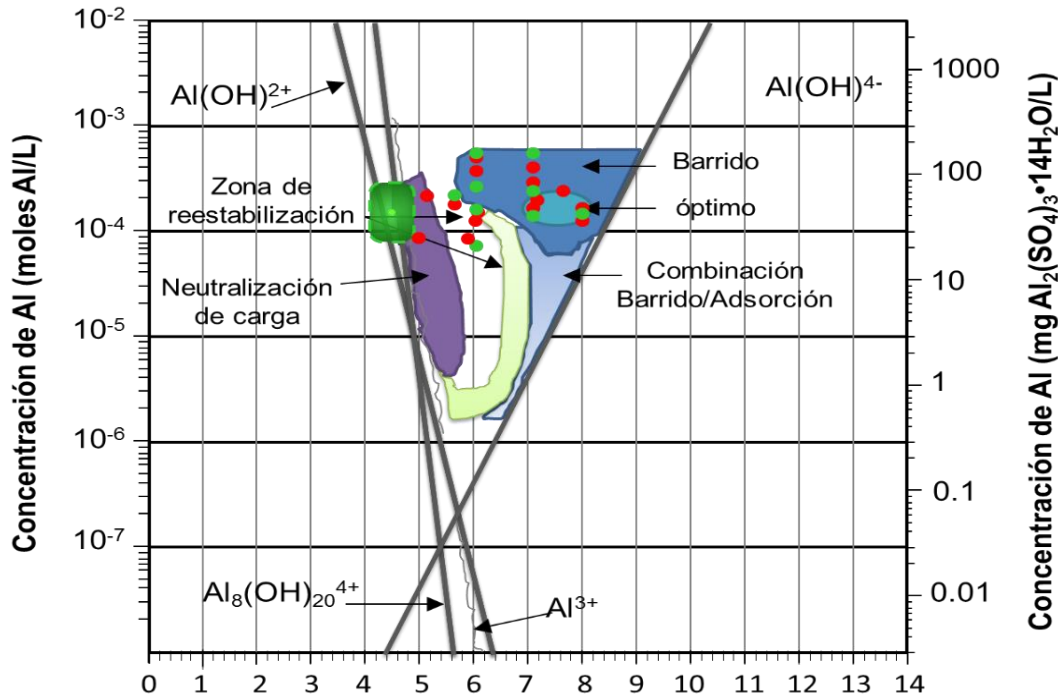 Concentración de Al (moles Al/L)
10⁻²
10⁻³
10⁻⁴
10⁻⁵
10⁻⁶
10⁻⁷
Al(OH)²⁺
Al(OH)⁴⁻
Zona de
reestabilización
Barrido
óptimo
Neutralización
de carga
Combinación
Barrido/Adsorción
Al₈(OH)₂₀⁴⁺
Al³⁺
1000
100
10
1
0.1
0.01
Concentración de Al (mg Al₂(SO₄)₃•14H₂O/L)
0 1 2 3 4 5 6 7 8 9 10 11 12 13 14